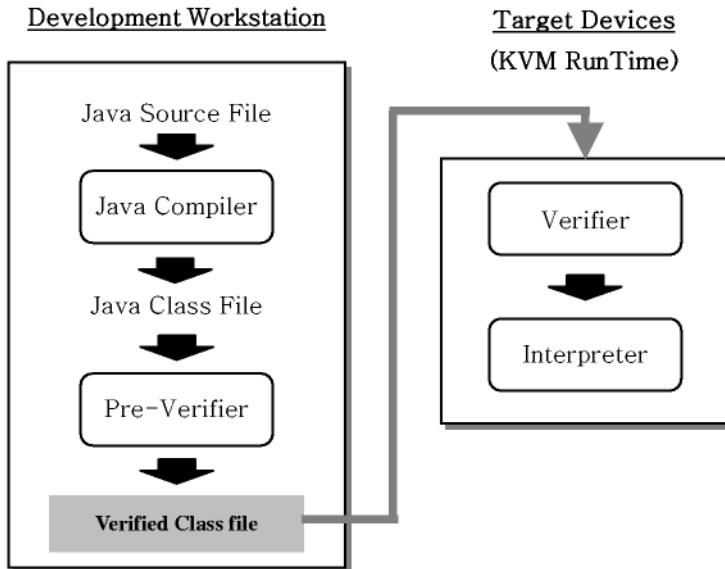 Development Workstation
Java Source File
Java Compiler
Java Class File
Pre-Verifier
Verified Class file
Target Devices
(KVM RunTime)
Verifier
Interpreter